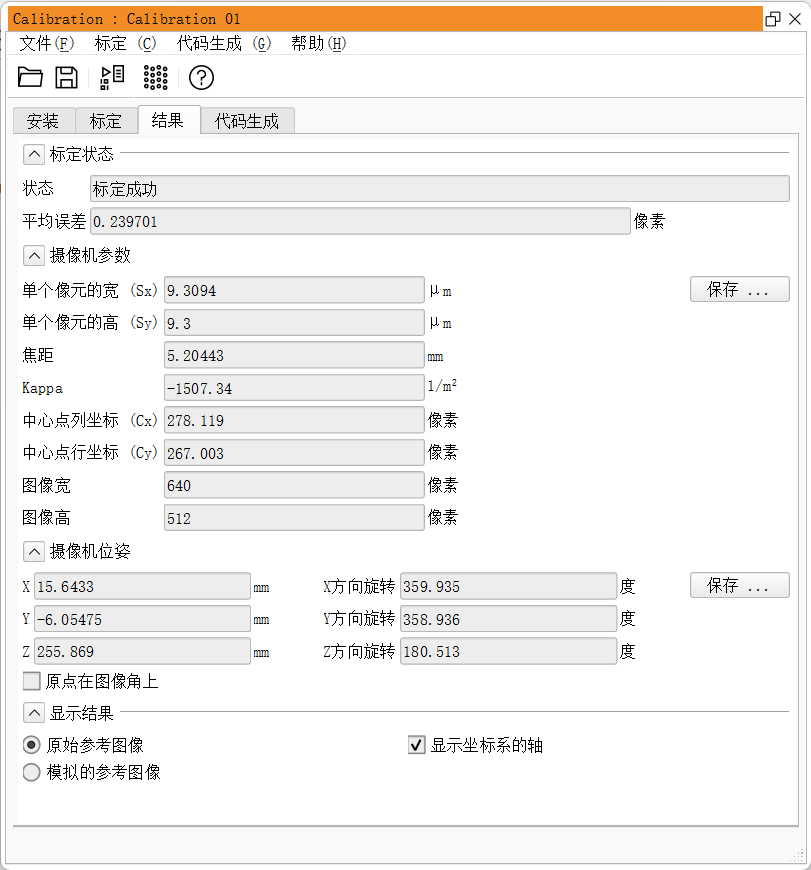 Calibration : Calibration 01
文件(F) 标定 (C) 代码生成 (G) 帮助(H)
安装 标定 结果 代码生成
标定状态
状态 标定成功
平均误差 0.239701 像素
摄像机参数
单个像元的宽 (Sx) 9.3094 μm 保存 ...
单个像元的高 (Sy) 9.3 μm
焦距 5.20443 mm
Kappa -1507.34 1/m²
中心点列坐标 (Cx) 278.119 像素
中心点行坐标 (Cy) 267.003 像素
图像宽 640 像素
图像高 512 像素
摄像机位姿
X 15.6433 mm X方向旋转 359.935 度 保存 ...
Y -6.05475 mm Y方向旋转 358.936 度
Z 255.869 mm Z方向旋转 180.513 度
原点在图像角上
显示结果
原始参考图像 显示坐标系的轴
模拟的参考图像